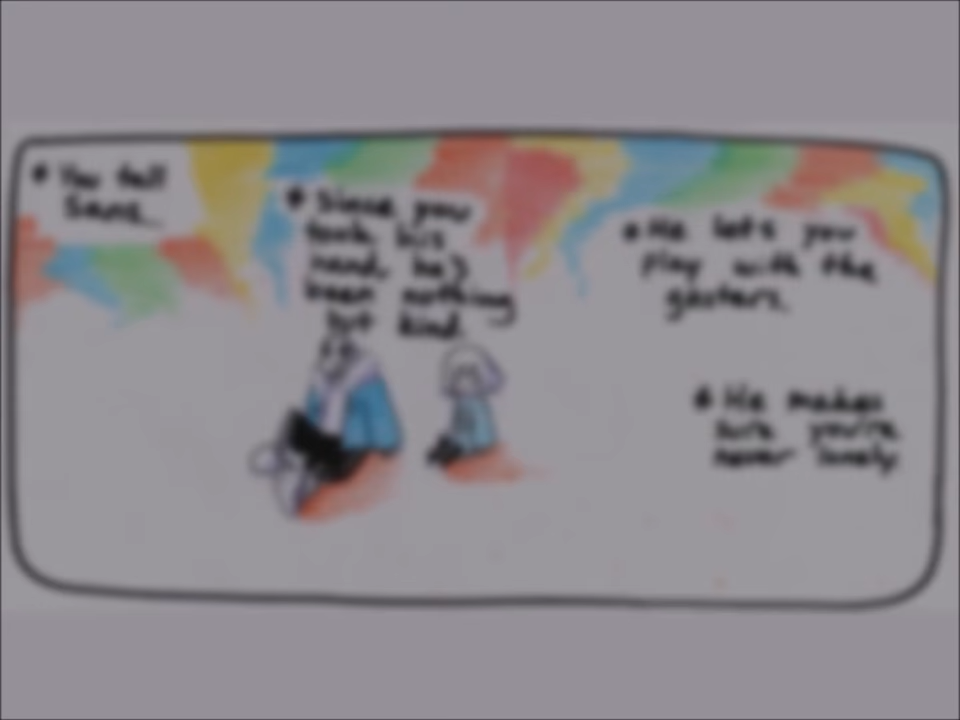 * You tell
Sans...
* Since you
took his
hand, he's
been nothing
but kind.
* He lets you
play with the
gasters.
* He makes
sure you're
never lonely.